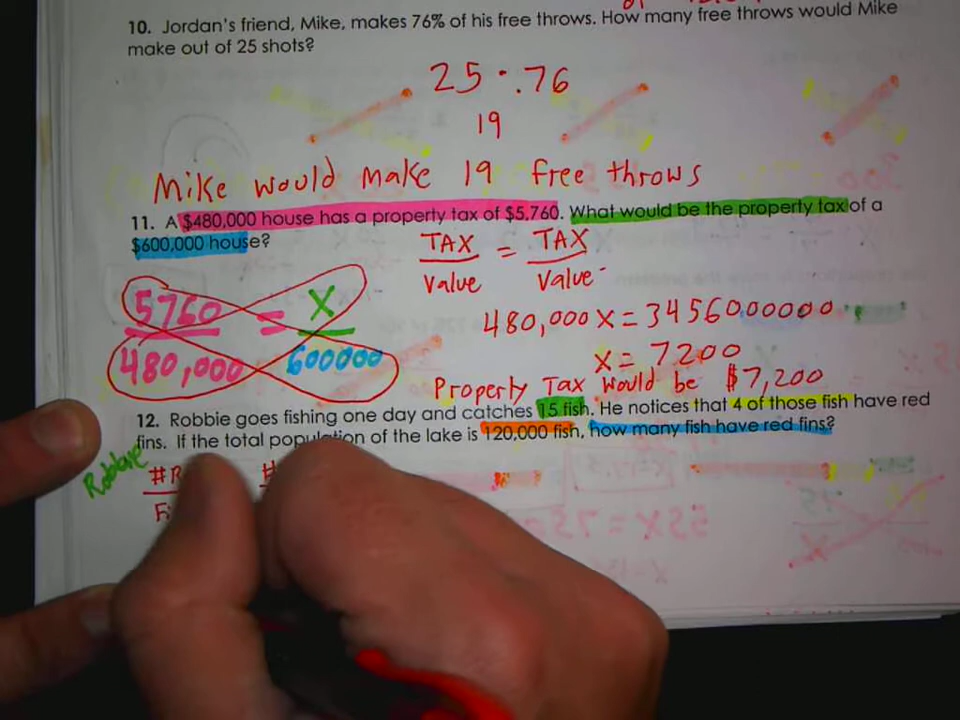 10. Jordan's friend, Mike, makes 76% of his free throws. How many free throws would Mike
make out of 25 shots?
25 · .76
19
Mike would make 19 free throws
11. A $480,000 house has a property tax of $5,760. What would be the property tax of a
$600,000 house?
TAX = TAX
value value
5760 = X
480,000 600000
480,000x = 3456000000
x = 7200
Property Tax would be $7,200
12. Robbie goes fishing one day and catches 15 fish. He notices that 4 of those fish have red
fins. If the total population of the lake is 120,000 fish, how many fish have red fins?
Robbie